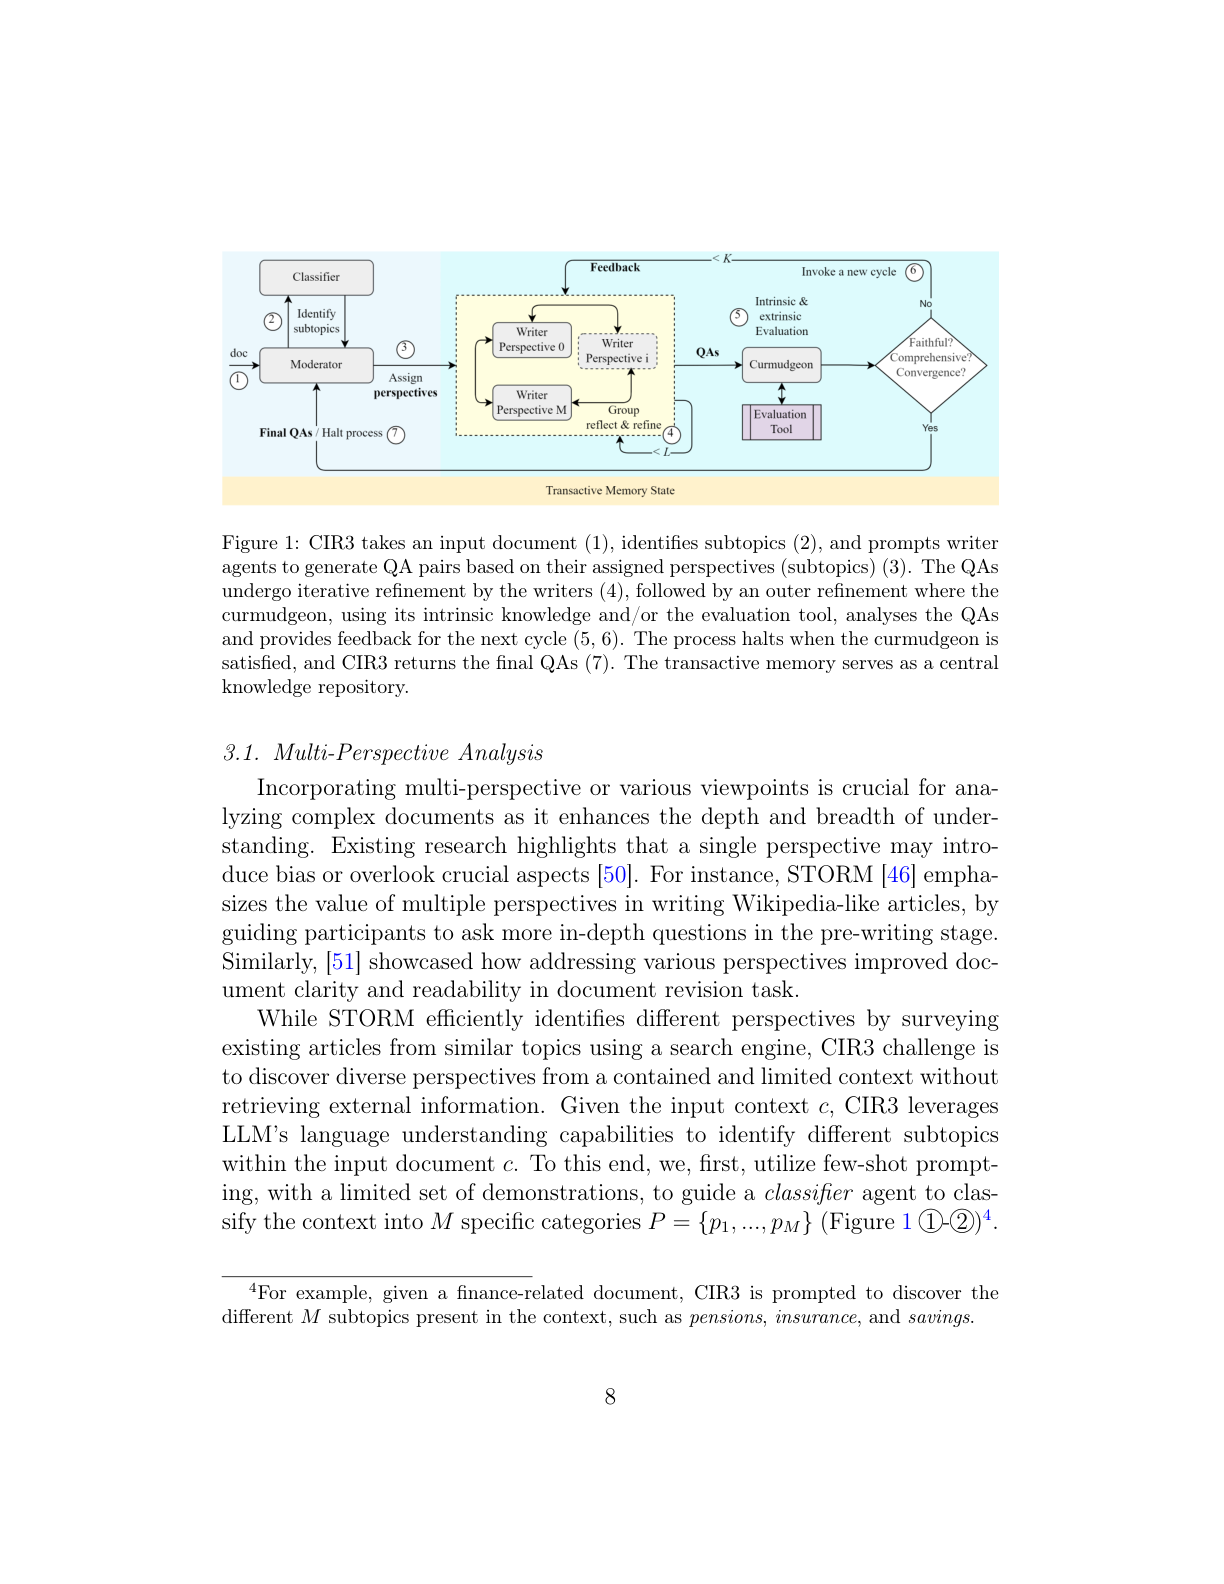 Feedback
< K
Invoke a new cycle 6
Classifier
No
2 Identify
subtopics
Intrinsic &
5 extrinsic
Evaluation
Writer
Perspective 0
Writer
Perspective i
Faithful?
Comprehensive?
Convergence?
doc
1
Moderator
3
Assign
perspectives
QAs
Curmudgeon
Writer
Perspective M
Group
reflect & refine 4
< L
Evaluation
Tool
Yes
Final QAs / Halt process 7
Transactive Memory State
Figure 1: CIR3 takes an input document (1), identifies subtopics (2), and prompts writer
agents to generate QA pairs based on their assigned perspectives (subtopics) (3). The QAs
undergo iterative refinement by the writers (4), followed by an outer refinement where the
curmudgeon, using its intrinsic knowledge and/or the evaluation tool, analyses the QAs
and provides feedback for the next cycle (5, 6). The process halts when the curmudgeon is
satisfied, and CIR3 returns the final QAs (7). The transactive memory serves as a central
knowledge repository.
3.1. Multi-Perspective Analysis
Incorporating multi-perspective or various viewpoints is crucial for ana-
lyzing complex documents as it enhances the depth and breadth of under-
standing. Existing research highlights that a single perspective may intro-
duce bias or overlook crucial aspects [50]. For instance, STORM [46] empha-
sizes the value of multiple perspectives in writing Wikipedia-like articles, by
guiding participants to ask more in-depth questions in the pre-writing stage.
Similarly, [51] showcased how addressing various perspectives improved doc-
ument clarity and readability in document revision task.
While STORM efficiently identifies different perspectives by surveying
existing articles from similar topics using a search engine, CIR3 challenge is
to discover diverse perspectives from a contained and limited context without
retrieving external information. Given the input context c, CIR3 leverages
LLM's language understanding capabilities to identify different subtopics
within the input document c. To this end, we, first, utilize few-shot prompt-
ing, with a limited set of demonstrations, to guide a classifier agent to clas-
sify the context into M specific categories P = {p₁, ..., p_M} (Figure 1 ①-②)⁴.
⁴For example, given a finance-related document, CIR3 is prompted to discover the
different M subtopics present in the context, such as pensions, insurance, and savings.
8